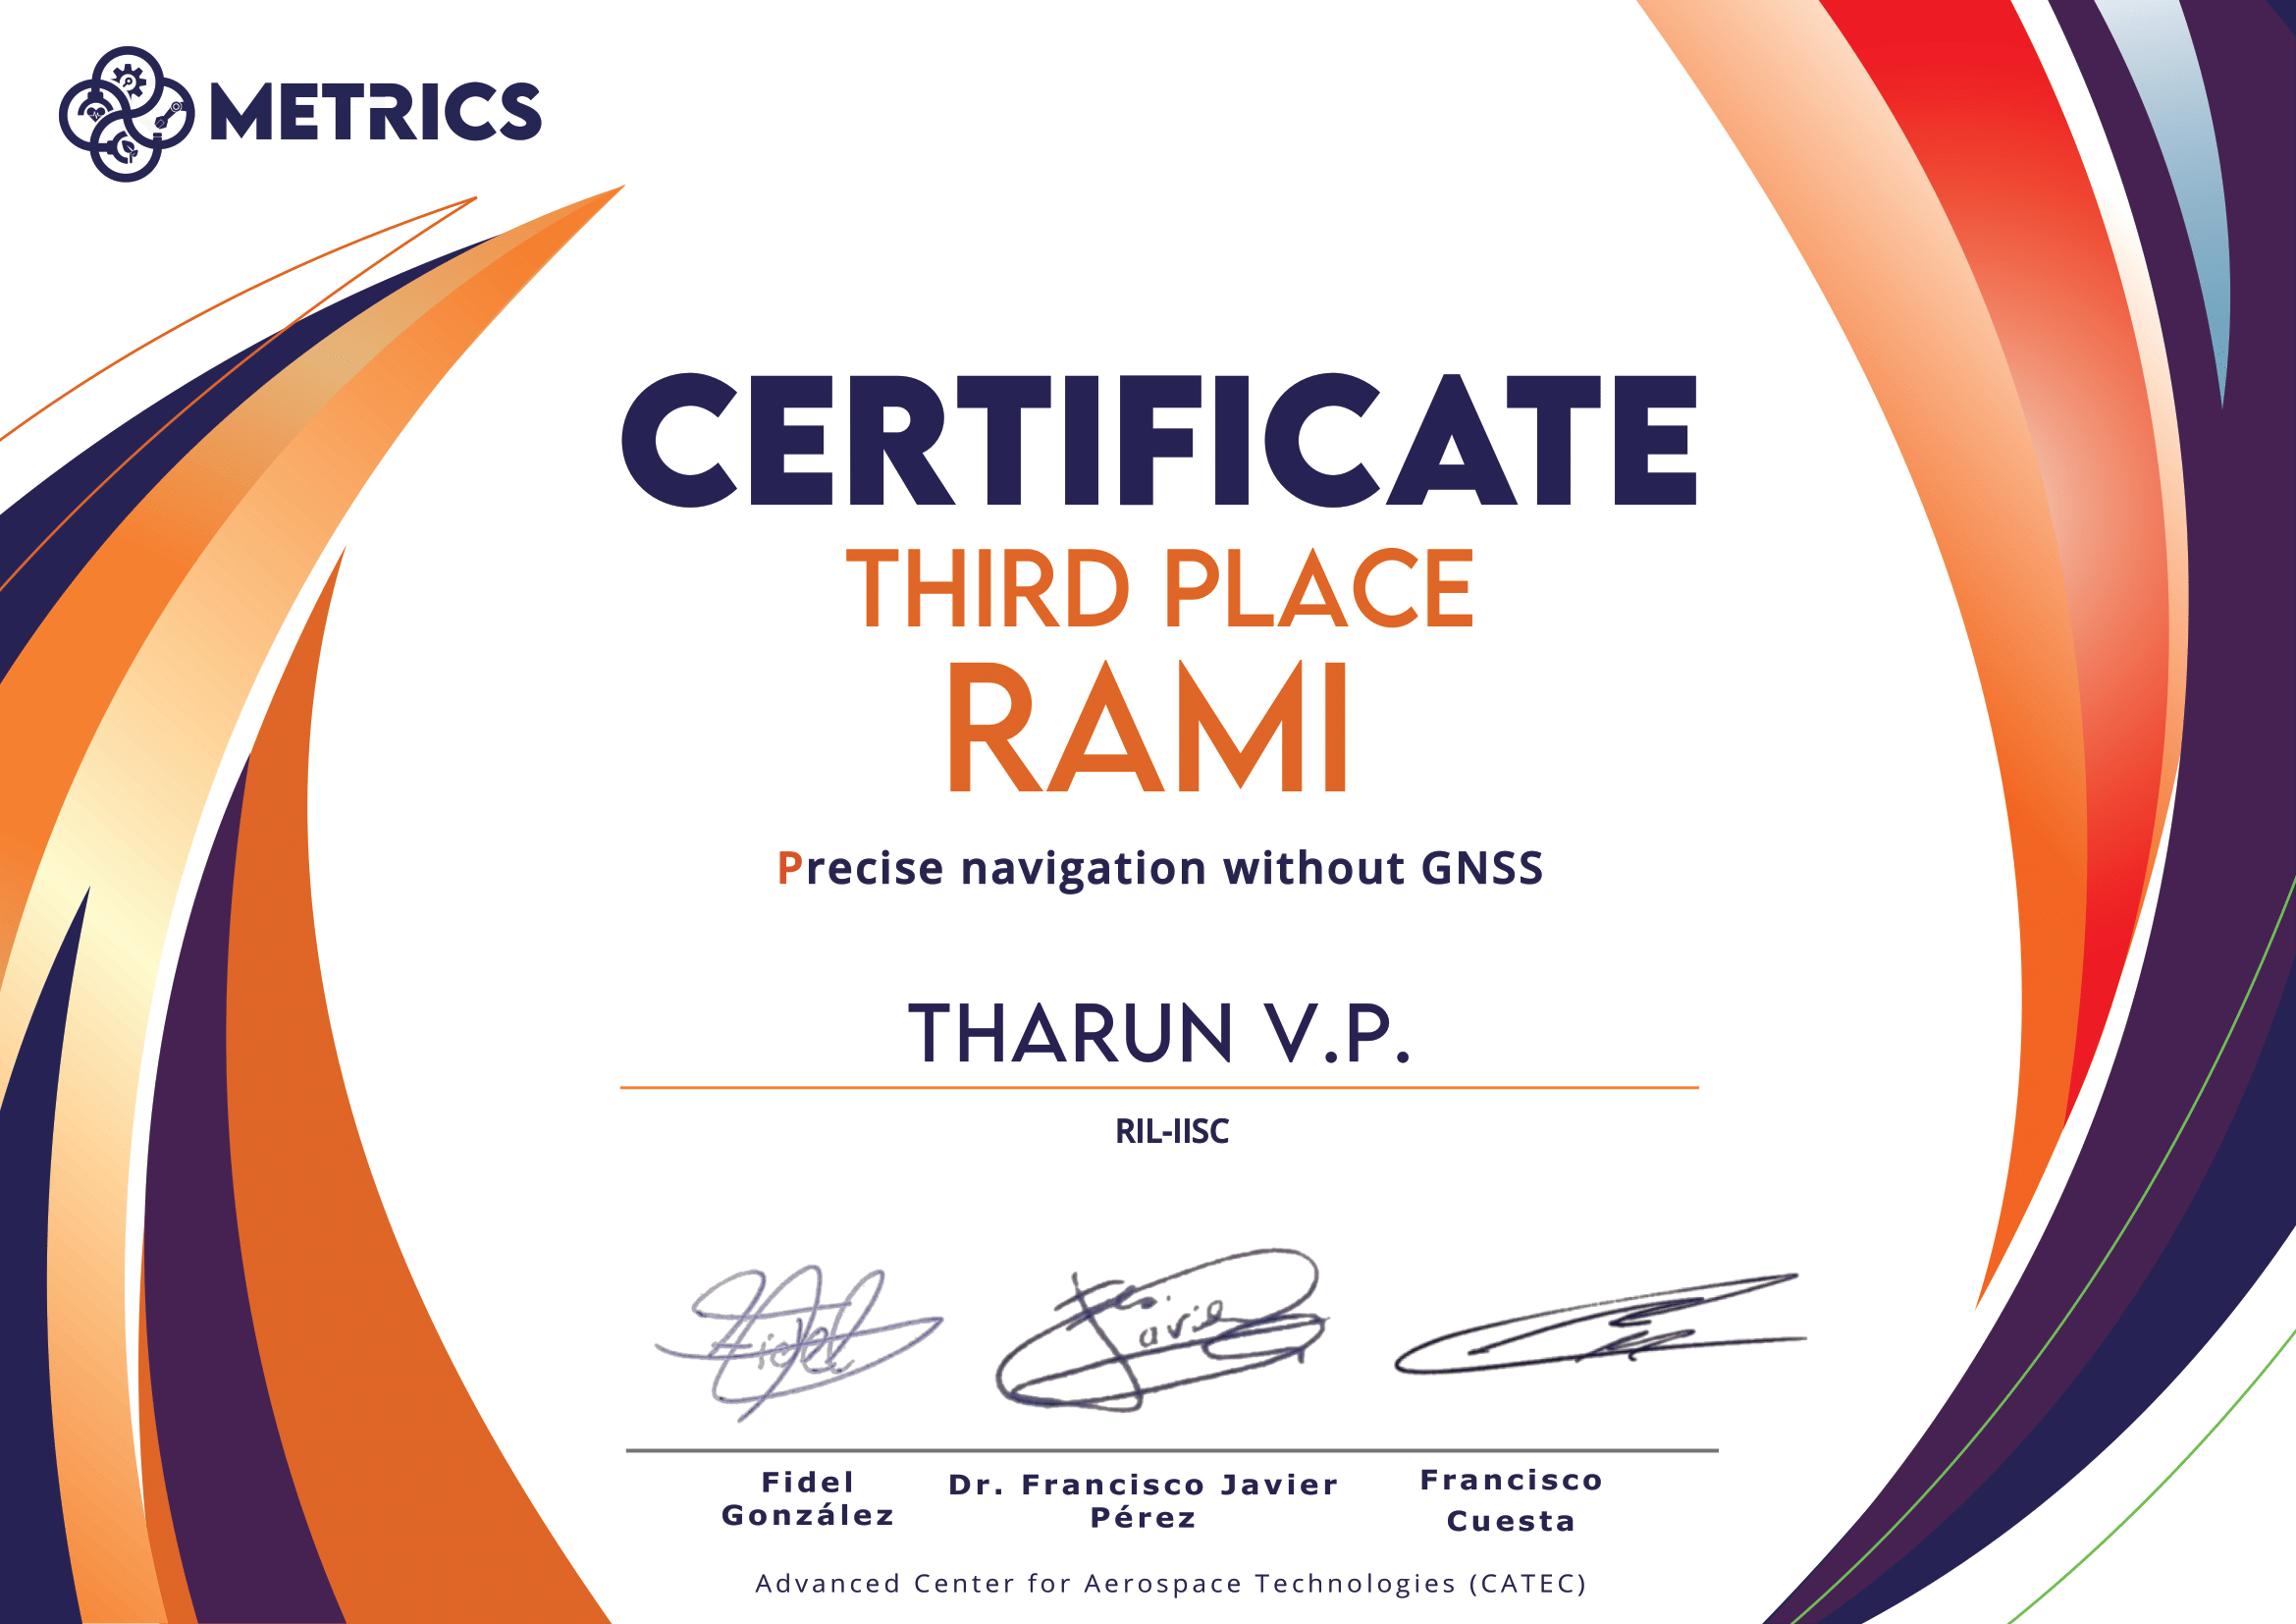 METRICS
CERTIFICATE
THIRD PLACE
RAMI
Precise navigation without GNSS
THARUN V.P.
RIL-IISC
Fidel
González
Dr. Francisco Javier
Pérez
Francisco
Cuesta
Advanced Center for Aerospace Technologies (CATEC)